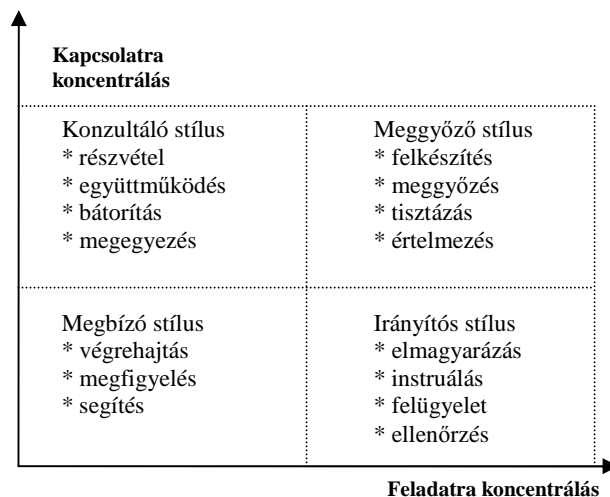 Kapcsolatra
koncentrálás
Konzultáló stílus
* részvétel
* együttműködés
* bátorítás
* megegyezés
Meggyőző stílus
* felkészítés
* meggyőzés
* tisztázás
* értelmezés
Megbízó stílus
* végrehajtás
* megfigyelés
* segítés
Irányítós stílus
* elmagyarázás
* instruálás
* felügyelet
* ellenőrzés
Feladatra koncentrálás